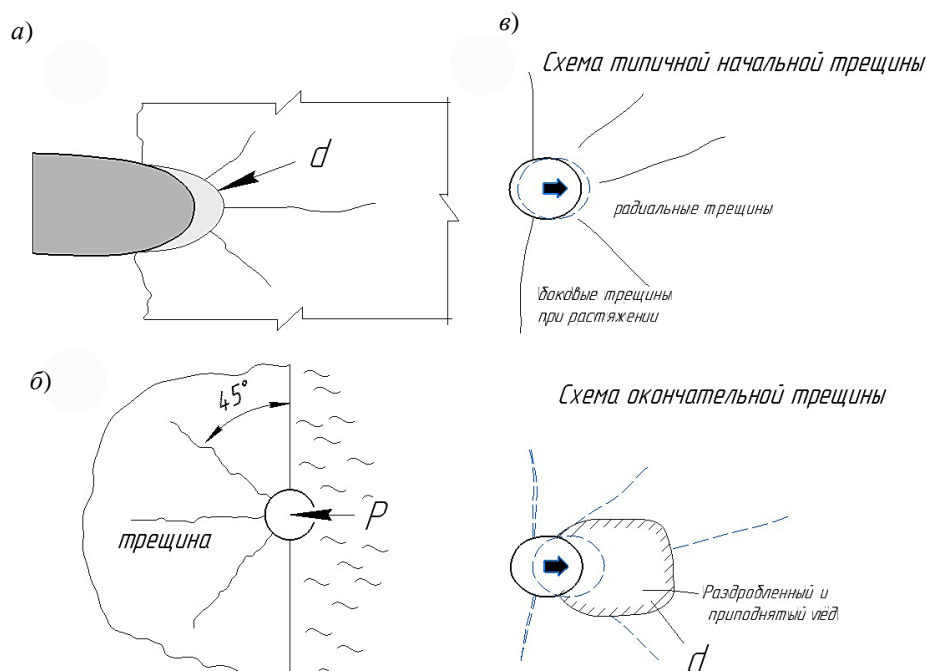 а)
d
в)
Схема типичной начальной трещины
радиальные трещины
боковые трещины
при растяжении
б)
45°
P
трещина
Схема окончательной трещины
Раздробленный и
приподнятый лёд
d